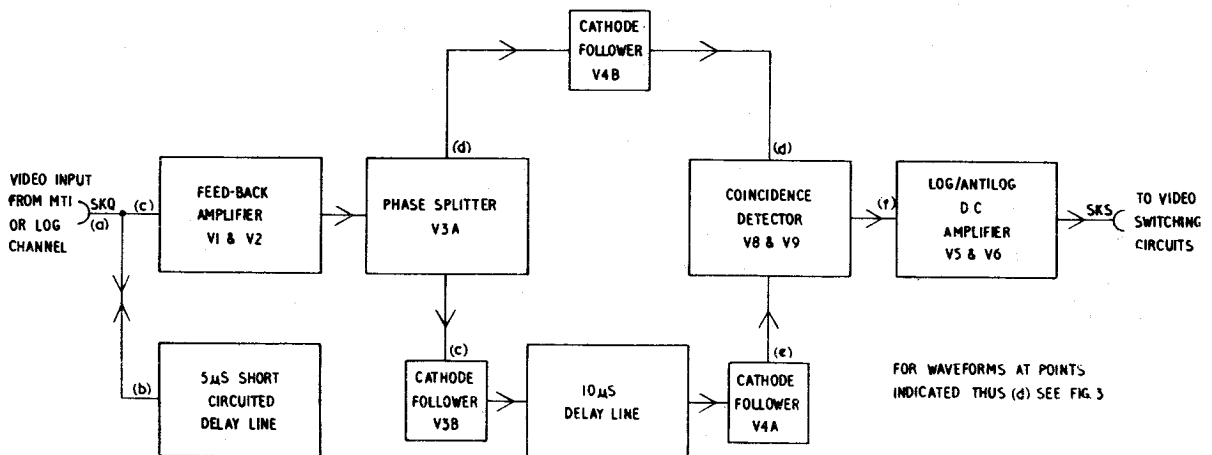 CATHODE
FOLLOWER
V4B
(d)
(d)
VIDEO INPUT
FROM MTI
OR LOG
CHANNEL
SKQ
(a)
(c)
FEED-BACK
AMPLIFIER
V1 & V2
PHASE SPLITTER
V3A
COINCIDENCE
DETECTOR
V8 & V9
(f)
LOG/ANTILOG
D C
AMPLIFIER
V5 & V6
SKS
TO VIDEO
SWITCHING
CIRCUITS
(b)
5µS SHORT
CIRCUITED
DELAY LINE
(c)
CATHODE
FOLLOWER
V3B
10µS
DELAY LINE
(e)
CATHODE
FOLLOWER
V4A
FOR WAVEFORMS AT POINTS
INDICATED THUS (d) SEE FIG. 3